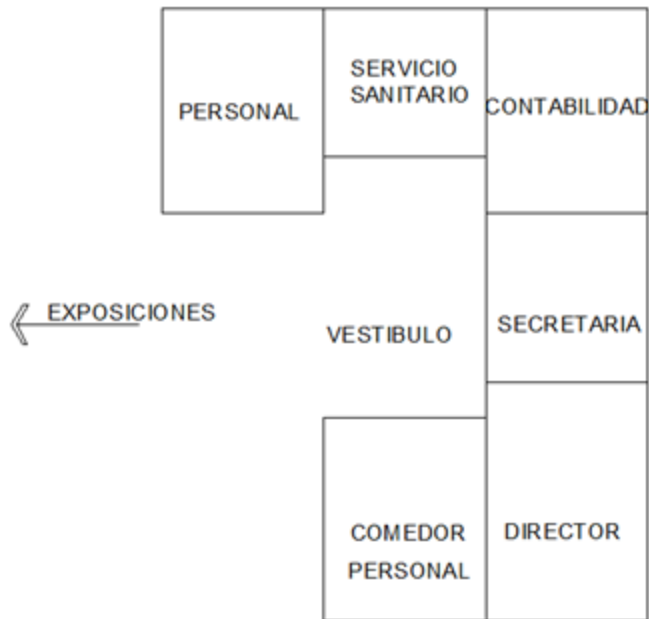 SERVICIO
SANITARIO
PERSONAL
CONTABILIDAD
EXPOSICIONES
VESTIBULO
SECRETARIA
COMEDOR
PERSONAL
DIRECTOR